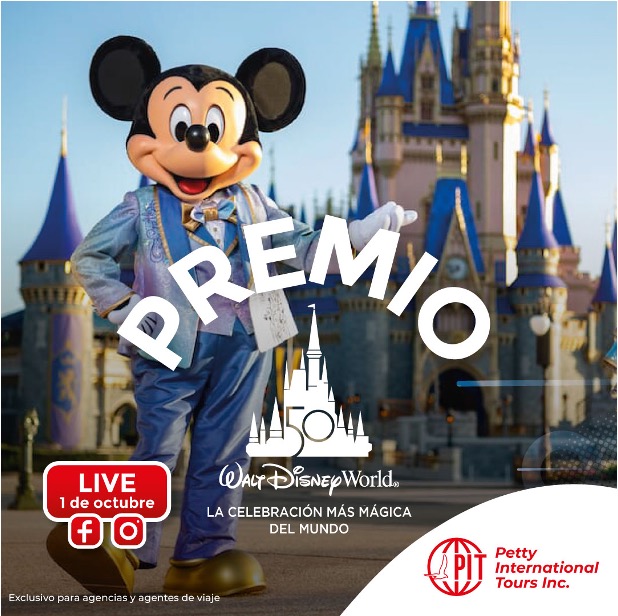 PREMIO
50
Walt Disney World®
LA CELEBRACIÓN MÁS MÁGICA
DEL MUNDO
LIVE
1 de octubre
PIT
Petty
International
Tours Inc.
Exclusivo para agencias y agentes de viaje